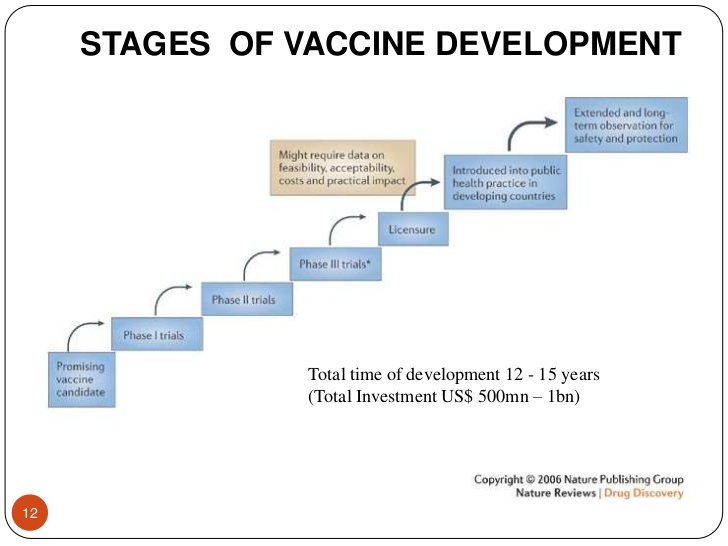 STAGES OF VACCINE DEVELOPMENT
Extended and long-
term observation for
safety and protection
Might require data on
feasibility, acceptability,
costs and practical impact
Introduced into public
health practice in
developing countries
Licensure
Phase III trials*
Phase II trials
Phase I trials
Promising
vaccine
candidate
Total time of development 12 - 15 years
(Total Investment US$ 500mn – 1bn)
Copyright © 2006 Nature Publishing Group
Nature Reviews | Drug Discovery
12